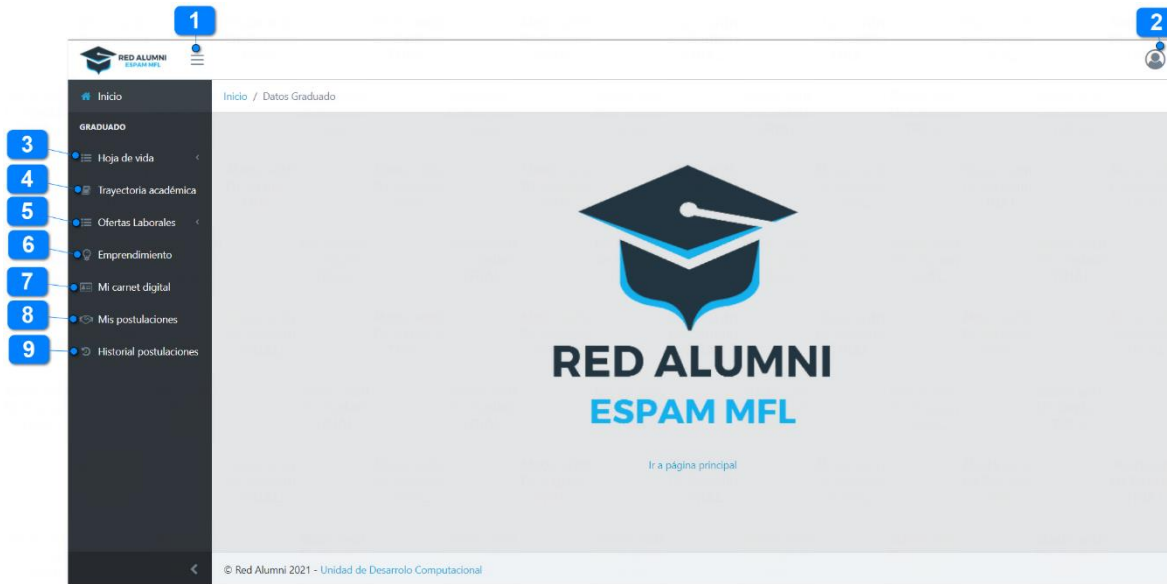 1
2
RED ALUMNI
ESPAM MFL
Inicio
Inicio / Datos Graduado
GRADUADO
3
Hoja de vida
4
Trayectoria académica
5
Ofertas Laborales
6
Emprendimiento
7
Mi carnet digital
8
Mis postulaciones
9
Historial postulaciones
RED ALUMNI
ESPAM MFL
Ir a página principal
© Red Alumni 2021 - Unidad de Desarrolo Computacional